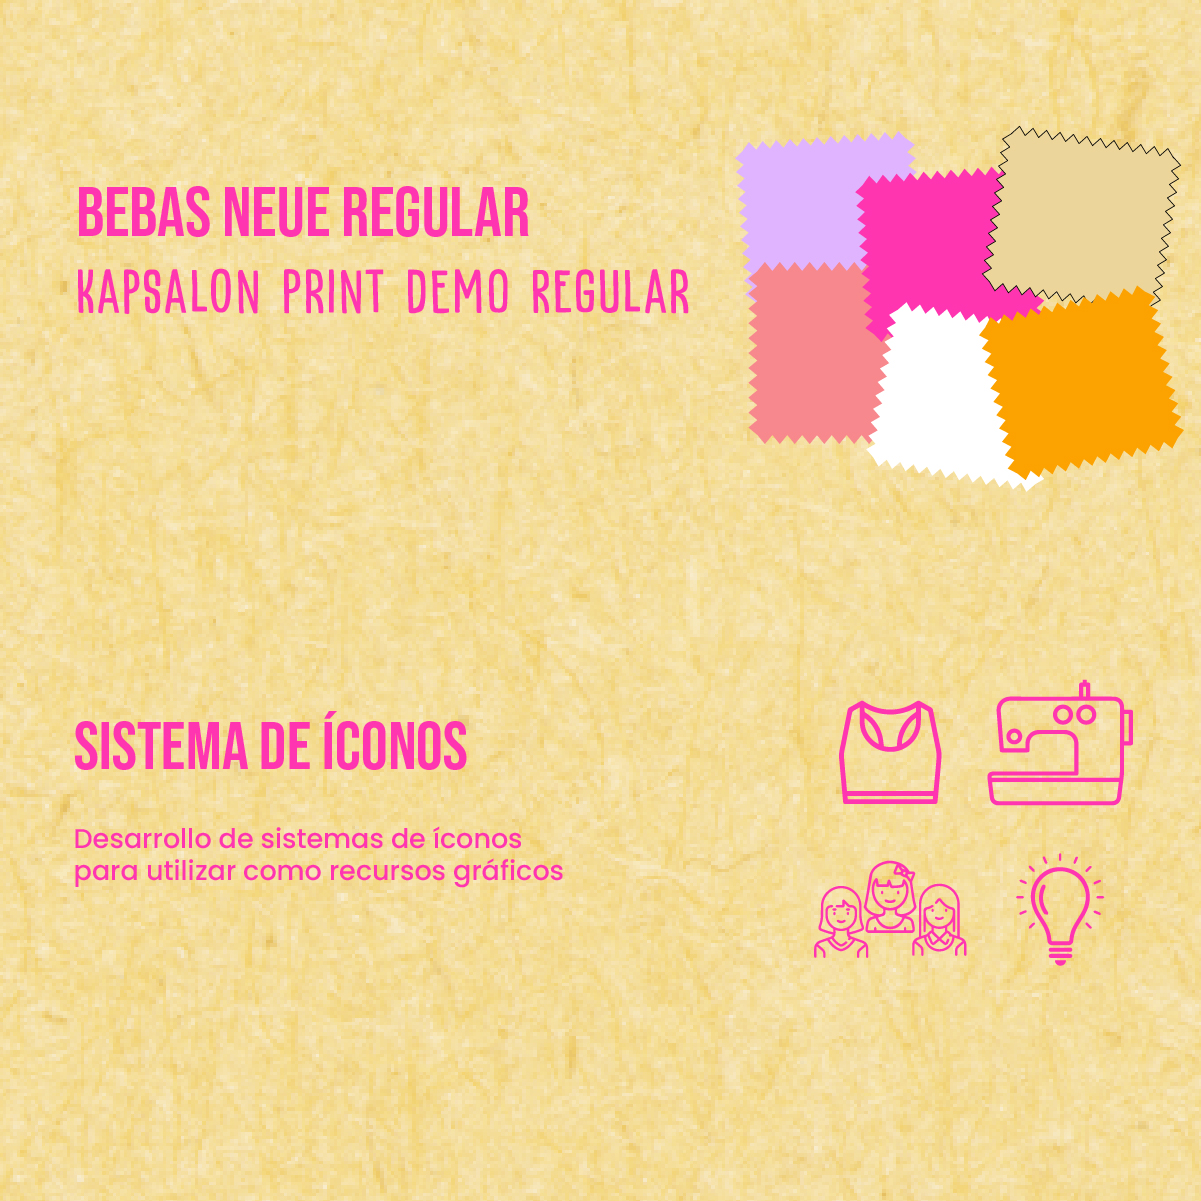 BEBAS NEUE REGULAR
KAPSALON PRINT DEMO REGULAR
SISTEMA DE ÍCONOS
Desarrollo de sistemas de íconos
para utilizar como recursos gráficos